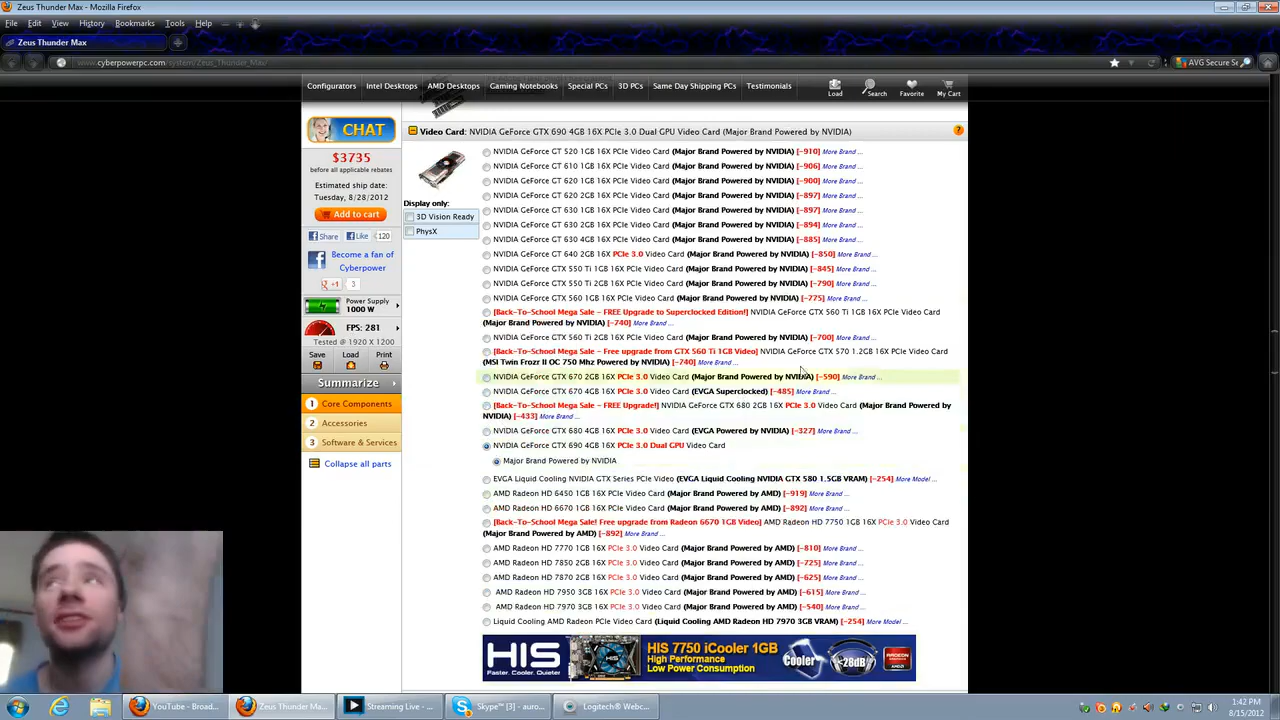 Zeus Thunder Max - Mozilla Firefox
File Edit View History Bookmarks Tools Help
Zeus Thunder Max
www.cyberpowerpc.com/system/Zeus_Thunder_Max/
AVG Secure Se
Configurators Intel Desktops AMD Desktops Gaming Notebooks Special PCs 3D PCs Same Day Shipping PCs Testimonials Load Search Favorite My Cart
CHAT
$3735
before all applicable rebates
Estimated ship date:
Tuesday, 8/28/2012
Add to cart
Share Like 120
Become a fan of
Cyberpower
+1 3
Power Supply
1000 W
FPS: 281
Tested @ 1920 X 1200
Save Load Print
Summarize
1 Core Components
2 Accessories
3 Software & Services
Collapse all parts
Video Card: NVIDIA GeForce GTX 690 4GB 16X PCIe 3.0 Dual GPU Video Card (Major Brand Powered by NVIDIA) ?
Display only:
3D Vision Ready
PhysX
NVIDIA GeForce GT 520 1GB 16X PCIe Video Card (Major Brand Powered by NVIDIA) [-910] More Brand ...
NVIDIA GeForce GT 610 1GB 16X PCIe Video Card (Major Brand Powered by NVIDIA) [-906] More Brand ...
NVIDIA GeForce GT 620 1GB 16X PCIe Video Card (Major Brand Powered by NVIDIA) [-900] More Brand ...
NVIDIA GeForce GT 620 2GB 16X PCIe Video Card (Major Brand Powered by NVIDIA) [-897] More Brand ...
NVIDIA GeForce GT 630 1GB 16X PCIe Video Card (Major Brand Powered by NVIDIA) [-897] More Brand ...
NVIDIA GeForce GT 630 2GB 16X PCIe Video Card (Major Brand Powered by NVIDIA) [-894] More Brand ...
NVIDIA GeForce GT 630 4GB 16X PCIe Video Card (Major Brand Powered by NVIDIA) [-885] More Brand ...
NVIDIA GeForce GT 640 2GB 16X PCIe 3.0 Video Card (Major Brand Powered by NVIDIA) [-850] More Brand ...
NVIDIA GeForce GTX 550 Ti 1GB 16X PCIe Video Card (Major Brand Powered by NVIDIA) [-845] More Brand ...
NVIDIA GeForce GTX 550 Ti 2GB 16X PCIe Video Card (Major Brand Powered by NVIDIA) [-790] More Brand ...
NVIDIA GeForce GTX 560 1GB 16X PCIe Video Card (Major Brand Powered by NVIDIA) [-775] More Brand ...
[Back-To-School Mega Sale - FREE Upgrade to Superclocked Edition!] NVIDIA GeForce GTX 560 Ti 1GB 16X PCIe Video Card
(Major Brand Powered by NVIDIA) [-740] More Brand ...
NVIDIA GeForce GTX 560 Ti 2GB 16X PCIe Video Card (Major Brand Powered by NVIDIA) [-700] More Brand ...
[Back-To-School Mega Sale - Free upgrade from GTX 560 Ti 1GB Video] NVIDIA GeForce GTX 570 1.2GB 16X PCIe Video Card
(MSI Twin Frozr II OC 750 Mhz Powered by NVIDIA) [-740] More Brand ...
NVIDIA GeForce GTX 670 2GB 16X PCIe 3.0 Video Card (Major Brand Powered by NVIDIA) [-590] More Brand ...
NVIDIA GeForce GTX 670 4GB 16X PCIe 3.0 Video Card (EVGA Superclocked) [-485] More Brand ...
[Back-To-School Mega Sale - FREE Upgrade!] NVIDIA GeForce GTX 680 2GB 16X PCIe 3.0 Video Card (Major Brand Powered by
NVIDIA) [-433] More Brand ...
NVIDIA GeForce GTX 680 4GB 16X PCIe 3.0 Video Card (EVGA Powered by NVIDIA) [-327] More Brand ...
NVIDIA GeForce GTX 690 4GB 16X PCIe 3.0 Dual GPU Video Card
Major Brand Powered by NVIDIA
EVGA Liquid Cooling NVIDIA GTX Series PCIe Video (EVGA Liquid Cooling NVIDIA GTX 580 1.5GB VRAM) [-254] More Model ...
AMD Radeon HD 6450 1GB 16X PCIe Video Card (Major Brand Powered by AMD) [-919] More Brand ...
AMD Radeon HD 6670 1GB 16X PCIe Video Card (Major Brand Powered by AMD) [-892] More Brand ...
[Back-To-School Mega Sale! Free upgrade from Radeon 6670 1GB Video] AMD Radeon HD 7750 1GB 16X PCIe 3.0 Video Card
(Major Brand Powered by AMD) [-892] More Brand ...
AMD Radeon HD 7770 1GB 16X PCIe 3.0 Video Card (Major Brand Powered by AMD) [-810] More Brand ...
AMD Radeon HD 7850 2GB 16X PCIe 3.0 Video Card (Major Brand Powered by AMD) [-725] More Brand ...
AMD Radeon HD 7870 2GB 16X PCIe 3.0 Video Card (Major Brand Powered by AMD) [-625] More Brand ...
AMD Radeon HD 7950 3GB 16X PCIe 3.0 Video Card (Major Brand Powered by AMD) [-615] More Brand ...
AMD Radeon HD 7970 3GB 16X PCIe 3.0 Video Card (Major Brand Powered by AMD) [-540] More Brand ...
Liquid Cooling AMD Radeon PCIe Video Card (Liquid Cooling AMD Radeon HD 7970 3GB VRAM) [-254] More Model ...
HIS
Faster. Cooler. Quieter.
HIS 7750 iCooler 1GB
High Performance
Low Power Consumption
Cooler
<28dB
RADEON
YouTube - Broad... Zeus Thunder Ma... Streaming Live - ... Skype™ [3] - auro... Logitech® Webc...
1:42 PM
8/15/2012